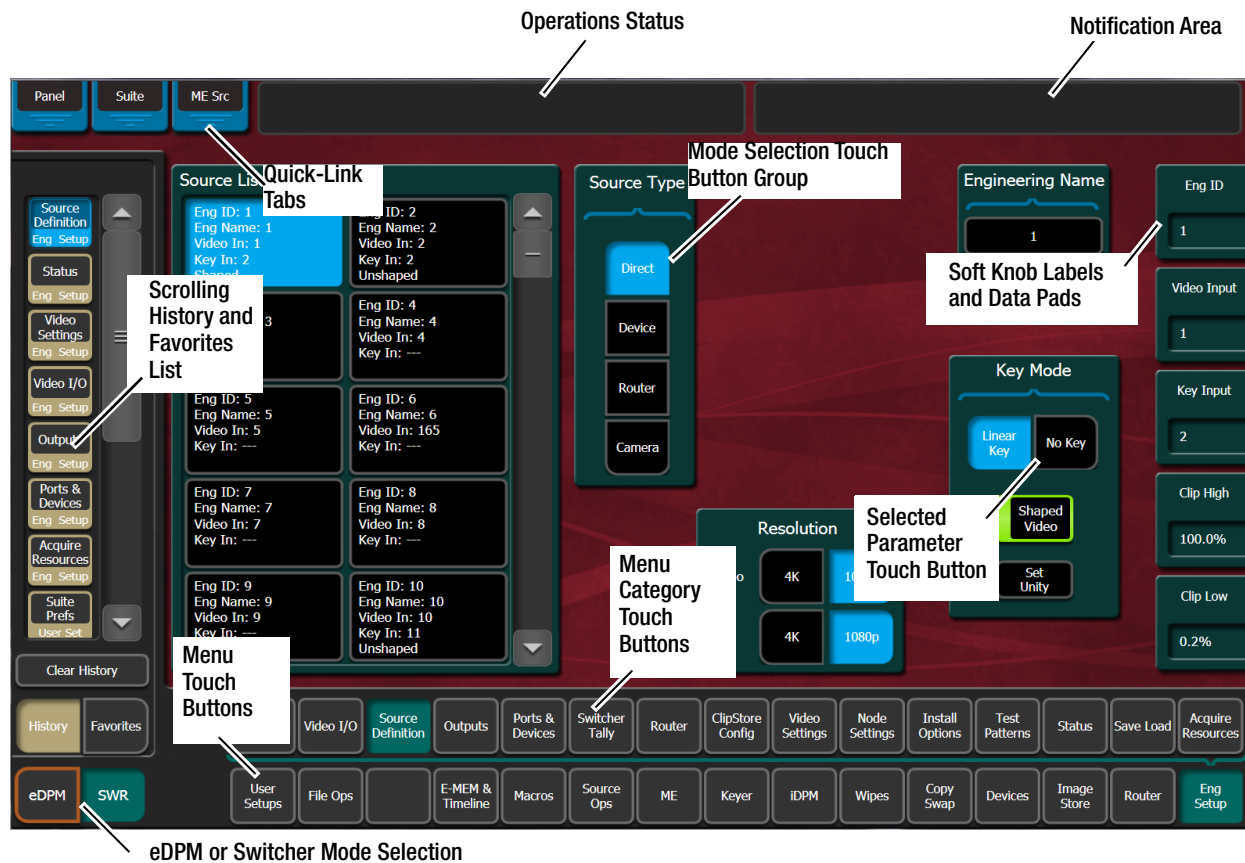 Operations Status
Notification Area
Panel
Suite
ME Src
Quick-Link
Tabs
Mode Selection Touch
Button Group
Source
Definition
Eng Setup
Status
Eng Setup
Video
Settings
Eng Setup
Video I/O
Eng Setup
Output
Eng Setup
Ports &
Devices
Eng Setup
Acquire
Resources
Eng Setup
Suite
Prefs
User Set
Clear History
History
Favorites
eDPM
SWR
Scrolling
History and
Favorites
List
Source Lis
Eng ID: 1
Eng Name: 1
Video In: 1
Key In: 2
Shaped
Eng ID: 2
Eng Name: 2
Video In: 2
Key In: 2
Unshaped
3
Eng ID: 4
Eng Name: 4
Video In: 4
Key In: ---
Eng ID: 5
Eng Name: 5
Video In: 5
Key In: ---
Eng ID: 6
Eng Name: 6
Video In: 165
Key In: ---
Eng ID: 7
Eng Name: 7
Video In: 7
Key In: ---
Eng ID: 8
Eng Name: 8
Video In: 8
Key In: ---
Eng ID: 9
Eng Name: 9
Video In: 9
Key In: ---
Eng ID: 10
Eng Name: 10
Video In: 10
Key In: 11
Unshaped
Source Type
Direct
Device
Router
Camera
Engineering Name
1
Soft Knob Labels
and Data Pads
Eng ID
1
Video Input
1
Key Input
2
Clip High
100.0%
Clip Low
0.2%
Key Mode
Linear
Key
No Key
Shaped
Video
Set
Unity
Selected
Parameter
Touch Button
Resolution
o
4K
10
4K
1080p
Menu
Category
Touch
Buttons
Menu
Touch
Buttons
Video I/O
Source
Definition
Outputs
Ports &
Devices
Switcher
Tally
Router
ClipStore
Config
Video
Settings
Node
Settings
Install
Options
Test
Patterns
Status
Save Load
Acquire
Resources
User
Setups
File Ops
E-MEM &
Timeline
Macros
Source
Ops
ME
Keyer
iDPM
Wipes
Copy
Swap
Devices
Image
Store
Router
Eng
Setup
eDPM or Switcher Mode Selection